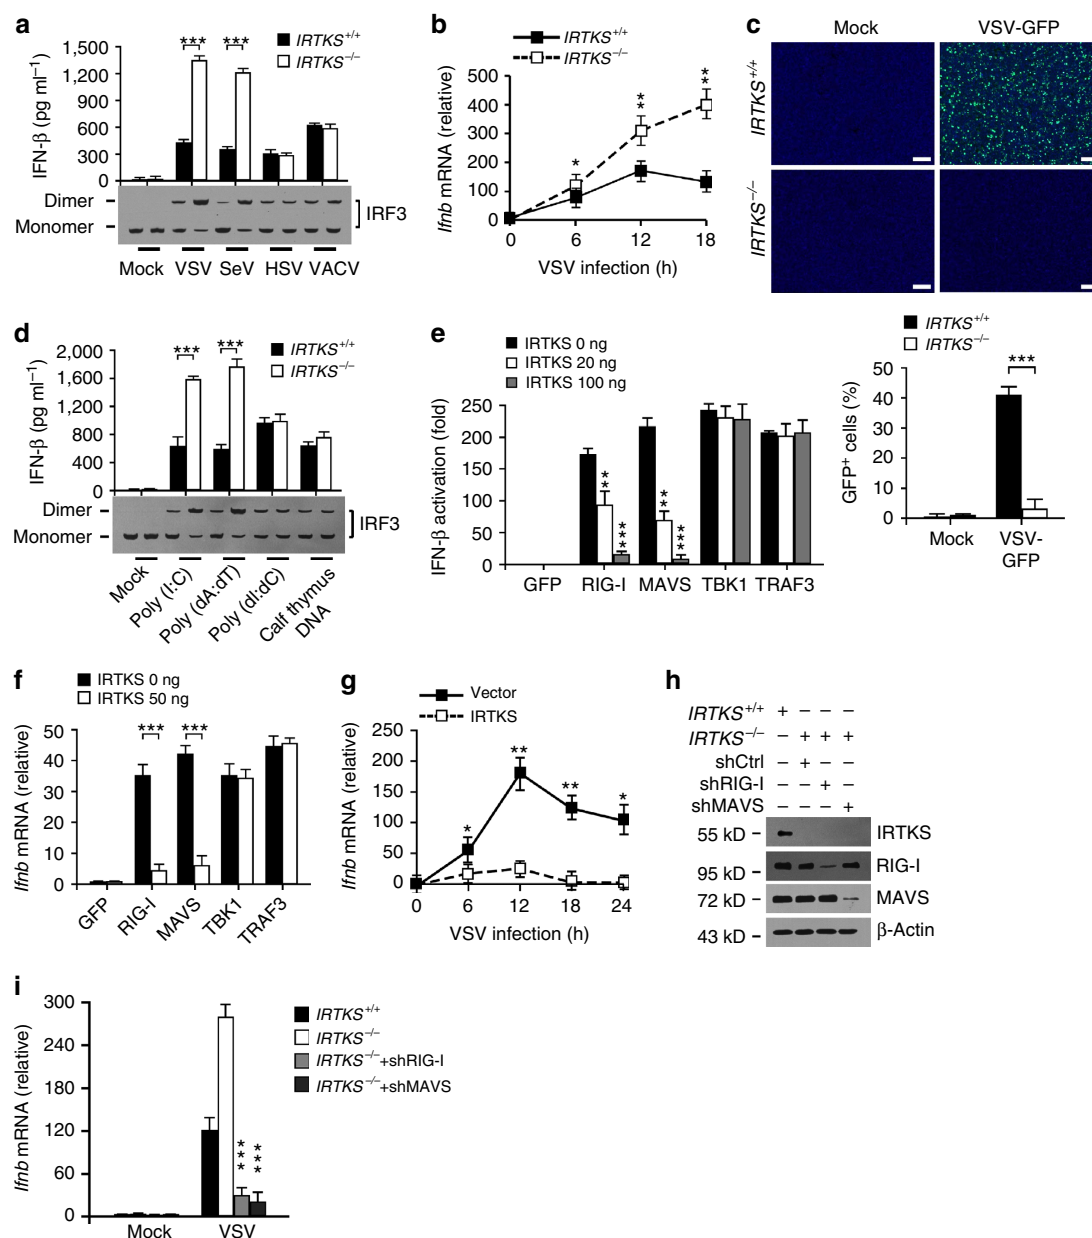 a
IRTKS+/+
IRTKS−/−
*** ***
IFN-β (pg ml−1)
1,500
1,200
900
600
300
0
Dimer
Monomer
IRF3
Mock VSV SeV HSV VACV
b
IRTKS+/+
IRTKS−/−
Ifnb mRNA (relative)
500
400
300
200
100
0
* ** **
0 6 12 18
VSV infection (h)
c
Mock VSV-GFP
IRTKS+/+
IRTKS−/−
IRTKS+/+
IRTKS−/−
***
GFP+ cells (%)
50
40
30
20
10
0
Mock VSV-GFP
d
IRTKS+/+
IRTKS−/−
*** ***
IFN-β (pg ml−1)
2,000
1,600
1,200
800
400
0
Dimer
Monomer
IRF3
Mock
Poly (I:C)
Poly (dA:dT)
Poly (dI:dC)
Calf thymus DNA
e
IRTKS 0 ng
IRTKS 20 ng
IRTKS 100 ng
IFN-β activation (fold)
250
200
150
100
50
0
** *** ** ***
GFP RIG-I MAVS TBK1 TRAF3
f
IRTKS 0 ng
IRTKS 50 ng
*** ***
Ifnb mRNA (relative)
50
40
30
20
10
0
GFP
RIG-I
MAVS
TBK1
TRAF3
g
Vector
IRTKS
Ifnb mRNA (relative)
250
200
150
100
50
0
* ** ** *
0 6 12 18 24
VSV infection (h)
h
IRTKS+/+ + − − −
IRTKS−/− − + + +
shCtrl − + − −
shRIG-I − − + −
shMAVS − − − +
55 kD IRTKS
95 kD RIG-I
72 kD MAVS
43 kD β-Actin
i
IRTKS+/+
IRTKS−/−
IRTKS−/−+shRIG-I
IRTKS−/−+shMAVS
Ifnb mRNA (relative)
300
240
180
120
60
0
*** ***
Mock VSV